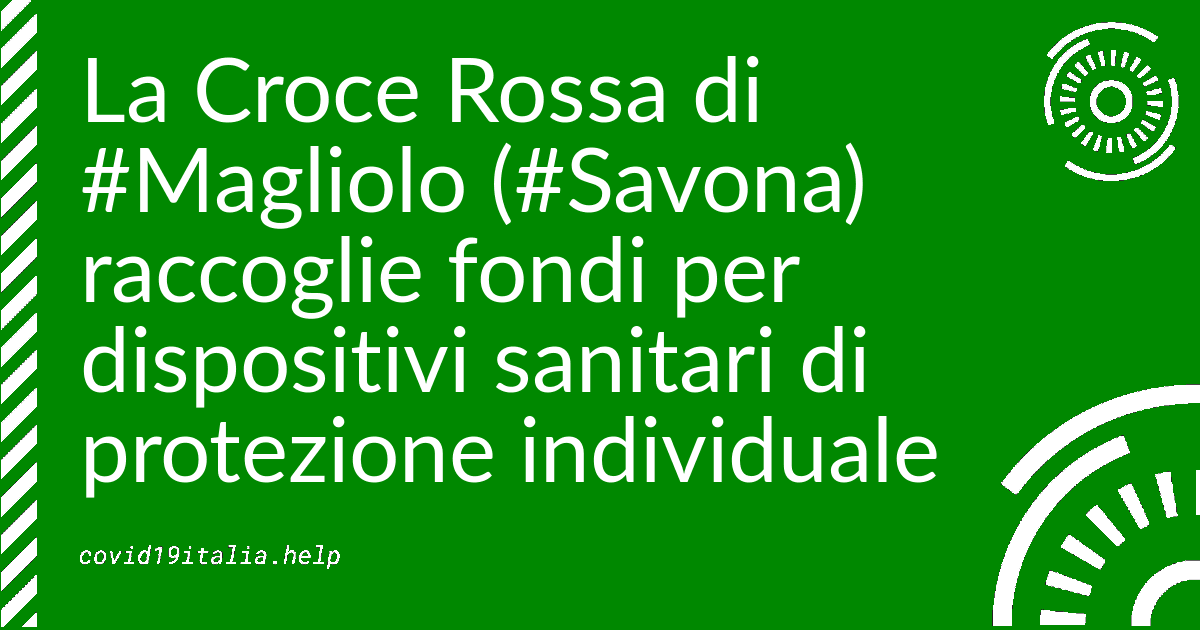 La Croce Rossa di
#Magliolo (#Savona)
raccoglie fondi per
dispositivi sanitari di
protezione individuale
covid19italia.help